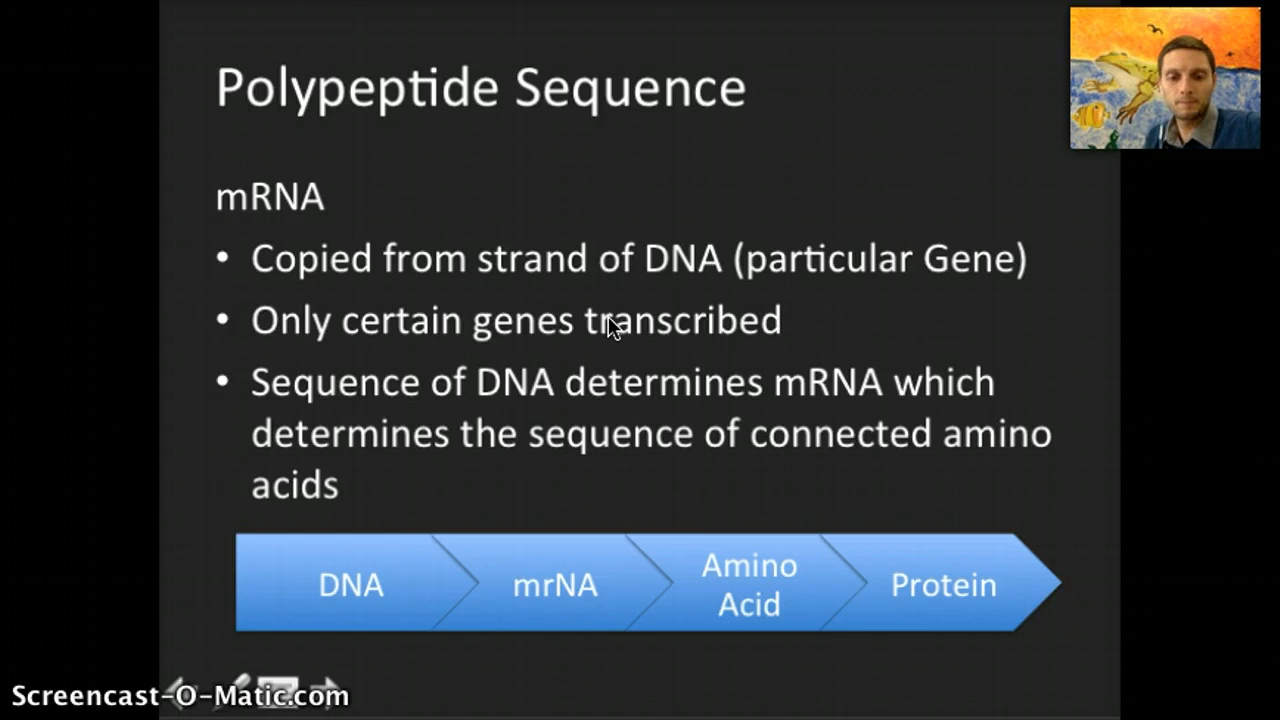 Polypeptide Sequence
mRNA
• Copied from strand of DNA (particular Gene)
• Only certain genes transcribed
• Sequence of DNA determines mRNA which
determines the sequence of connected amino
acids
DNA
mrNA
Amino
Acid
Protein
Screencast-O-Matic.com